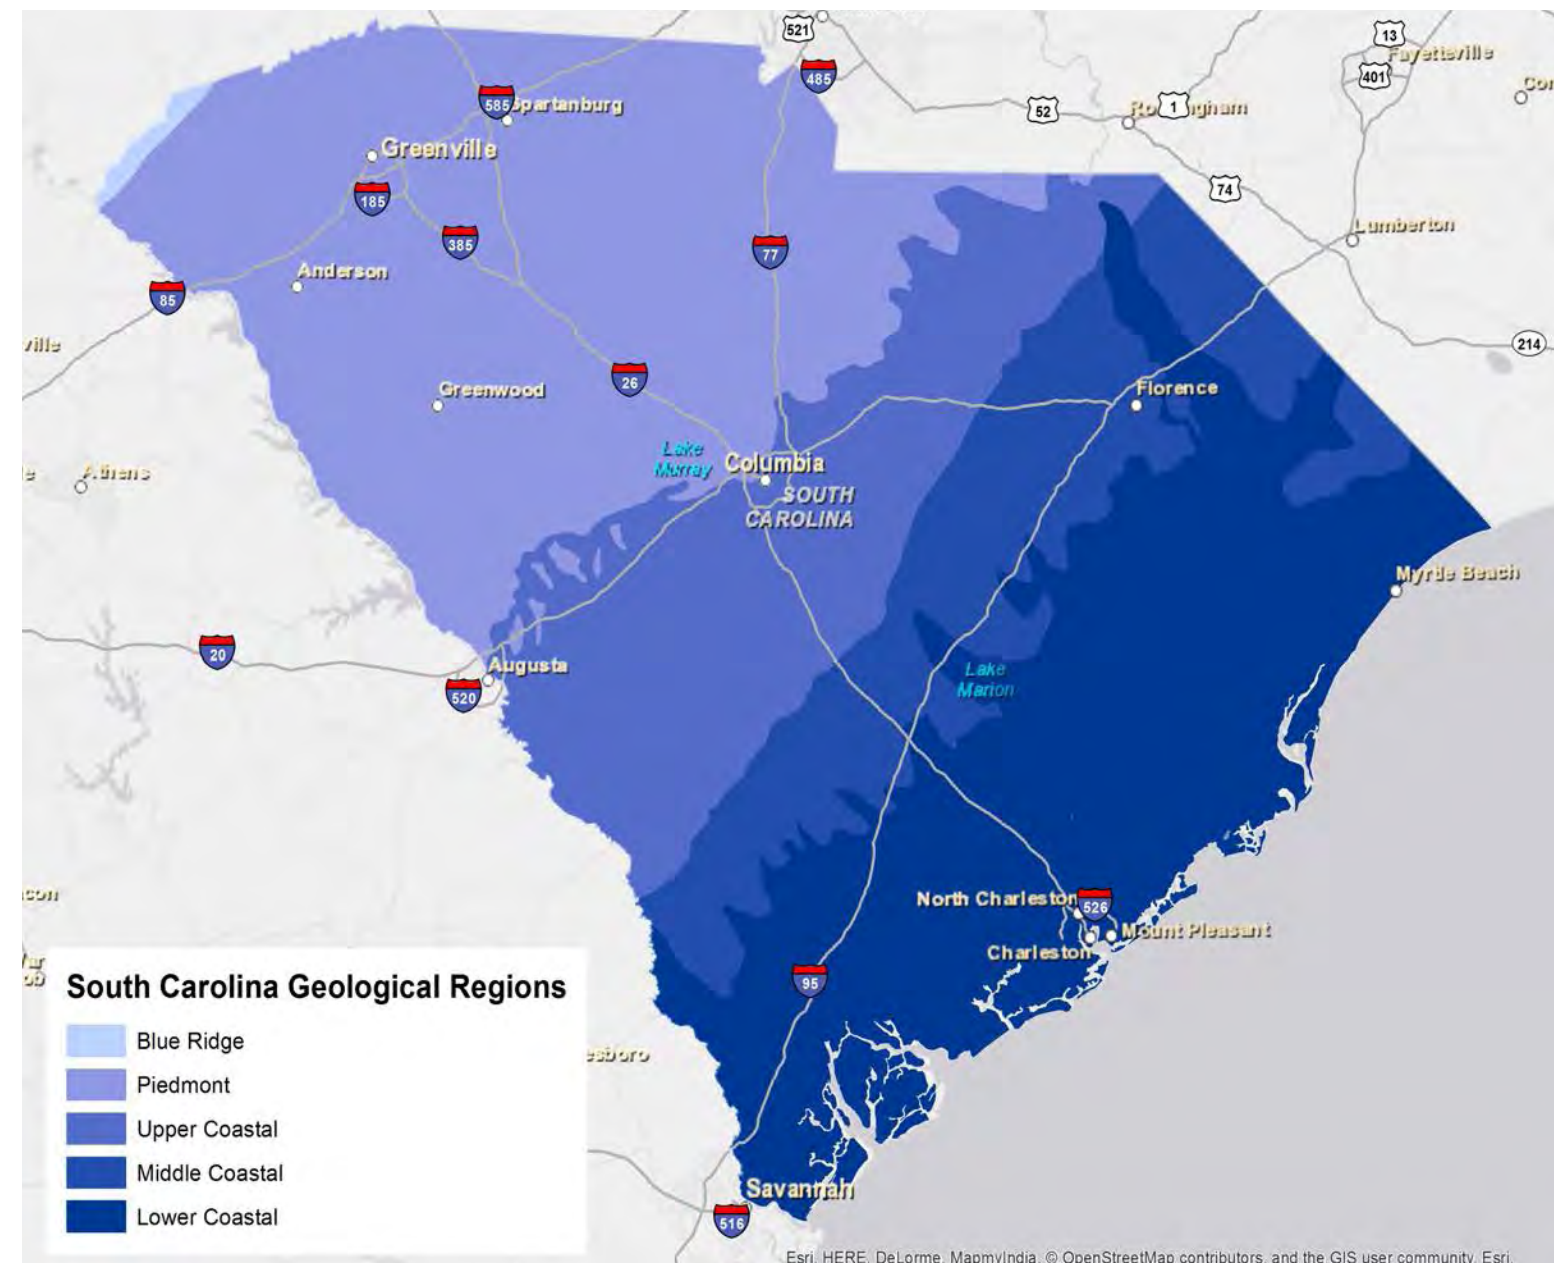 521
485
13
Fayetteville
401
585
Spartanburg
52
1
Greenville
185
74
Lumberton
385
77
Anderson
85
ville
214
26
Greenwood
Florence
Lake
Murray
Columbia
Athens
SOUTH
CAROLINA
Myrtle Beach
20
Augusta
520
Lake
Marion
con
North Charleston
526
Mount Pleasant
Charleston
95
South Carolina Geological Regions
Blue Ridge
Piedmont
Upper Coastal
Middle Coastal
Lower Coastal
esboro
Savannah
516
Esri, HERE, DeLorme, MapmyIndia, © OpenStreetMap contributors, and the GIS user community, Esri,